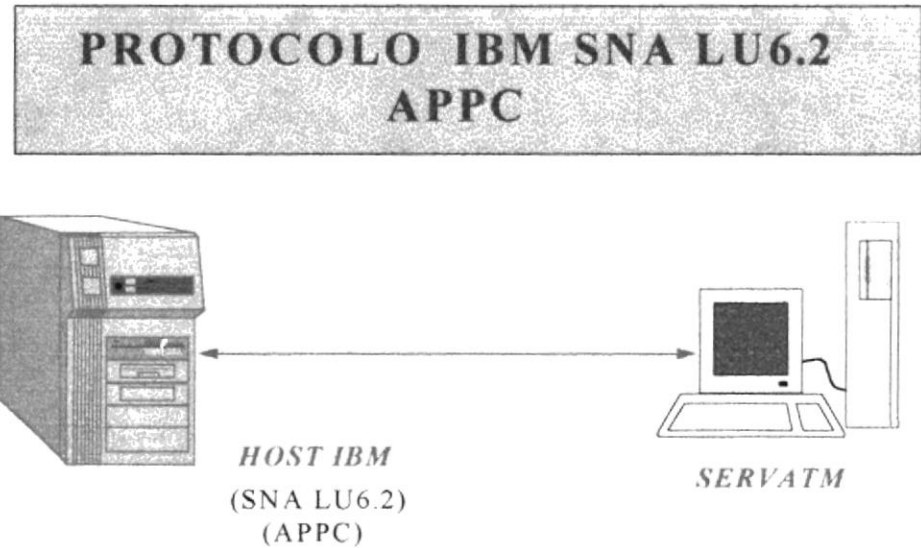 PROTOCOLO IBM SNA LU6.2
APPC
HOST IBM
(SNA LU6.2)
(APPC)
SERVATM